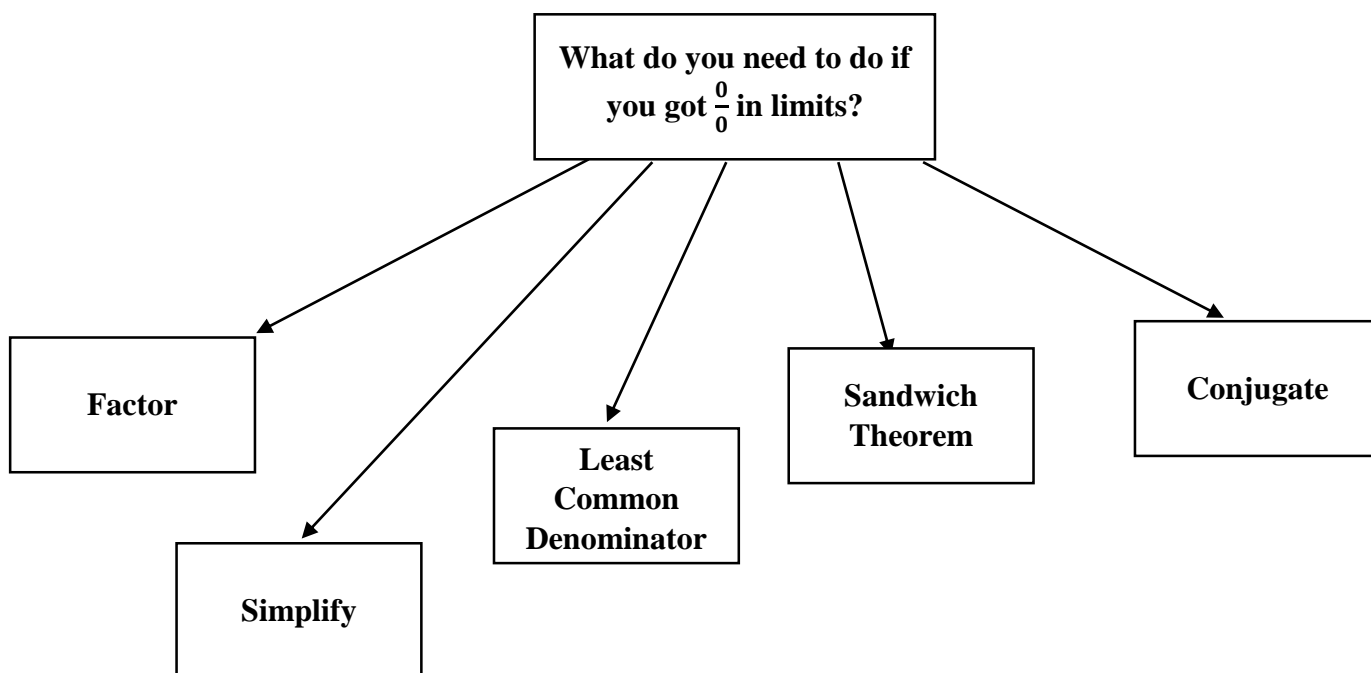 What do you need to do if
you got 0/0 in limits?
Factor
Simplify
Least
Common
Denominator
Sandwich
Theorem
Conjugate